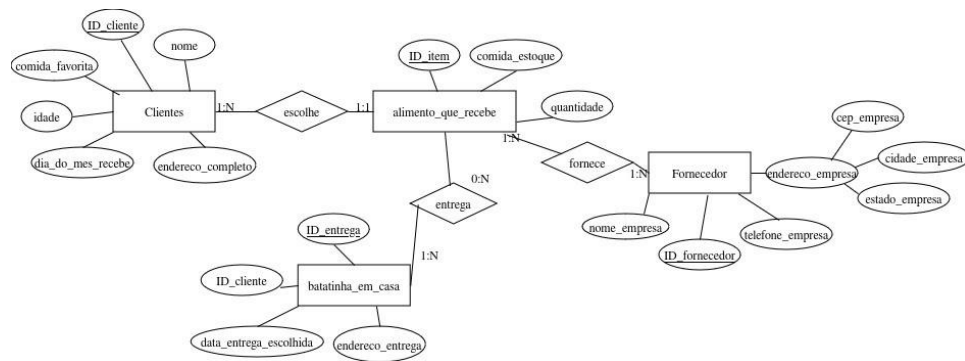 ID_cliente
nome
comida_favorita
idade
Clientes
dia_do_mes_recebe
endereco_completo
1:N
escolhe
1:1
ID_item
comida_estoque
alimento_que_recebe
quantidade
1:N
fornece
1:N
Fornecedor
cep_empresa
endereco_empresa
cidade_empresa
estado_empresa
nome_empresa
telefone_empresa
ID_fornecedor
0:N
entrega
1:N
ID_entrega
ID_cliente
batatinha_em_casa
data_entrega_escolhida
endereco_entrega